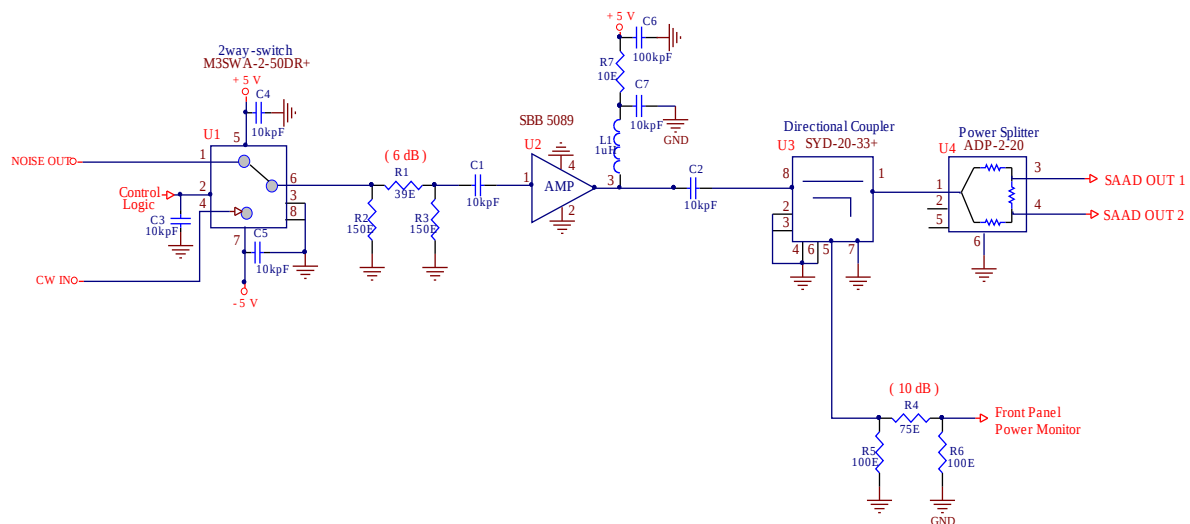 2way-switch
M3SWA-2-50DR+
+5 V
C4
10kpF
U1
5
NOISE OUT
1
2
4
6
3
8
7
Control
Logic
C3
10kpF
C5
10kpF
CW IN
-5 V
( 6 dB )
R1
39E
R2
150E
R3
150E
C1
10kpF
SBB 5089
U2
1
AMP
4
2
3
+5 V
C6
100kpF
R7
10E
C7
10kpF
GND
L1
1uH
C2
10kpF
Directional Coupler
U3
SYD-20-33+
8
2
3
4
6
5
7
1
Power Splitter
U4
ADP-2-20
1
2
5
6
3
4
SAAD OUT 1
SAAD OUT 2
( 10 dB )
R4
75E
R5
100E
R6
100E
GND
Front Panel
Power Monitor